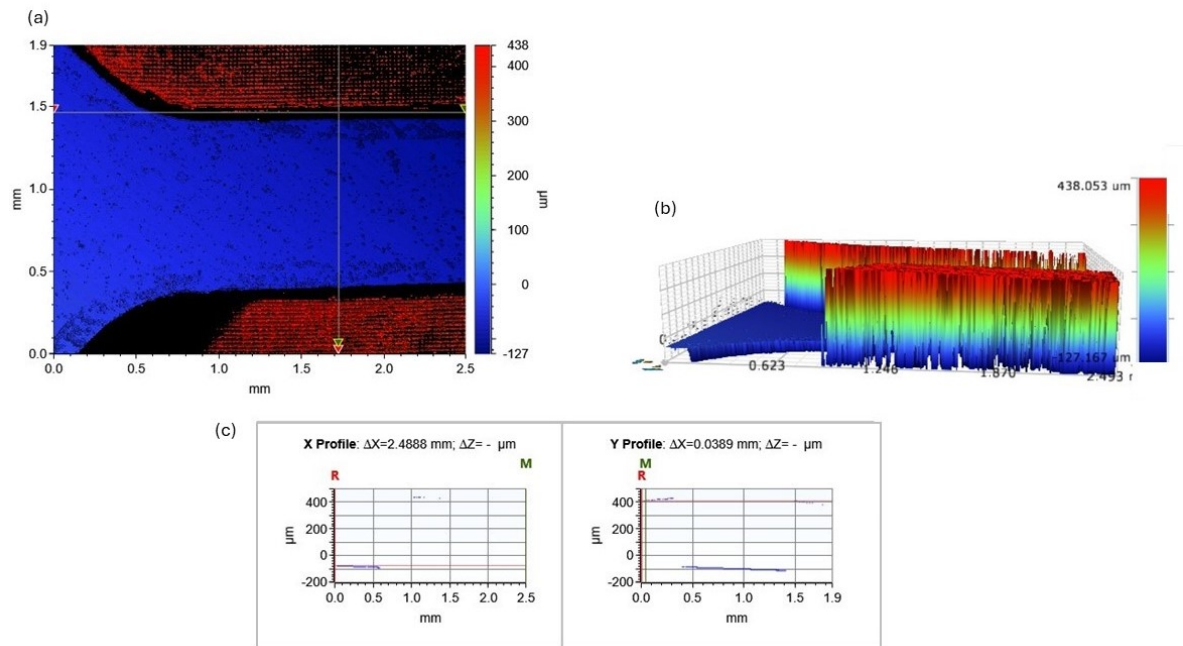 (a)
1.9
1.5
1.0
0.5
0.0
mm
0.0 0.5 1.0 1.5 2.0 2.5
mm
438
400
300
200
100
0
-127
µm
(b)
438.053 um
-127.167 um
0
0.623
1.246
1.870
2.493 r
(c)
X Profile: ΔX=2.4888 mm; ΔZ= - µm
R M
400
200
0
-200
µm
0.0 0.5 1.0 1.5 2.0 2.5
mm
Y Profile: ΔX=0.0389 mm; ΔZ= - µm
M
R
400
200
0
-200
µm
0.0 0.5 1.0 1.5 1.9
mm